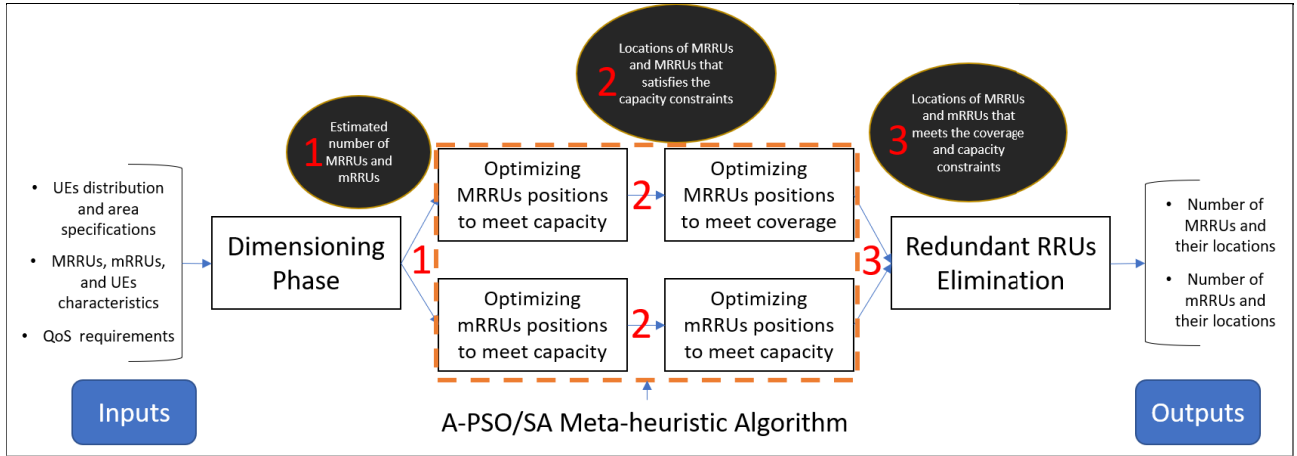 • UEs distribution
and area
specifications
• MRRUs, mRRUs,
and UEs
characteristics
• QoS requirements
Inputs
Dimensioning
Phase
1
Estimated
number of
MRRUs and
mRRUs
1
Optimizing
MRRUs positions
to meet capacity
2
Optimizing
MRRUs positions
to meet coverage
Optimizing
mRRUs positions
to meet capacity
2
Optimizing
mRRUs positions
to meet capacity
A-PSO/SA Meta-heuristic Algorithm
2
Locations of MRRUs
and MRRUs that
satisfies the
capacity constraints
3
Locations of MRRUs
and mRRUs that
meets the coverage
and capacity
constraints
3
Redundant RRUs
Elimination
• Number of
MRRUs and
their locations
• Number of
mRRUs and
their locations
Outputs